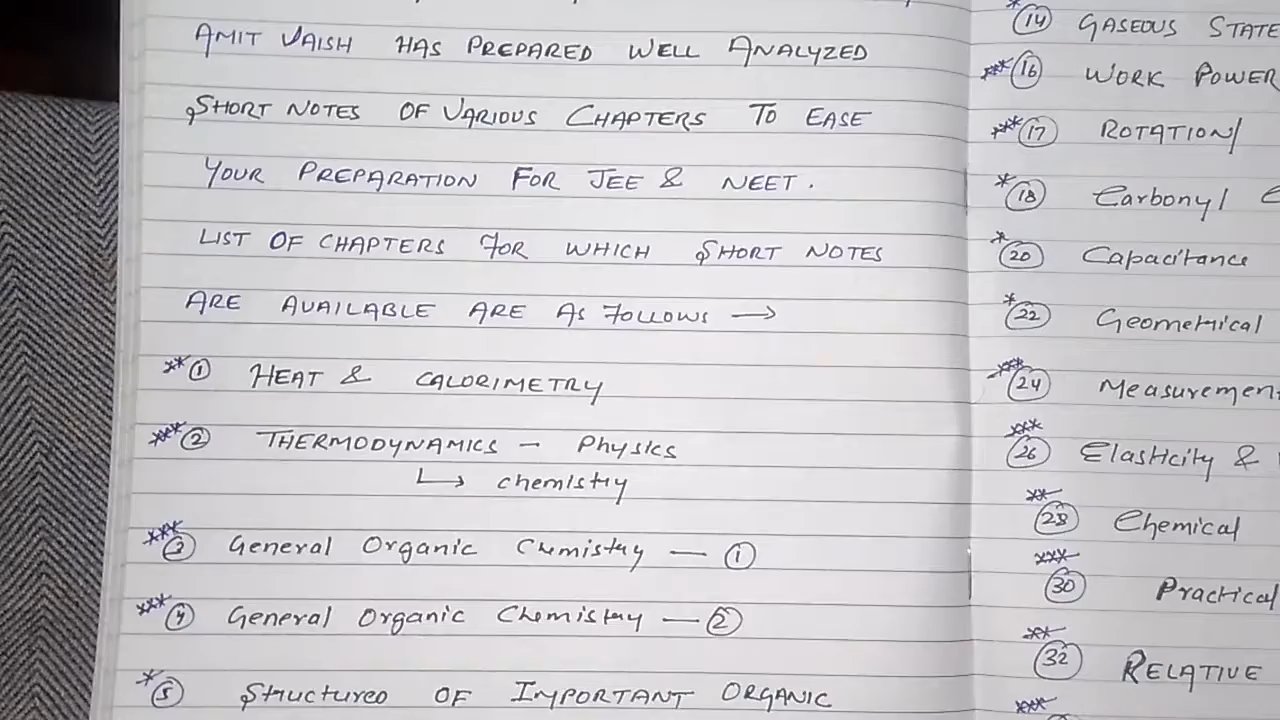 AMIT VAISH HAS PREPARED WELL ANALYZED
SHORT NOTES OF VARIOUS CHAPTERS TO EASE
YOUR PREPARATION FOR JEE & NEET.
LIST OF CHAPTERS FOR WHICH SHORT NOTES
ARE AVAILABLE ARE AS FOLLOWS →
** ① HEAT & CALORIMETRY
*** ② THERMODYNAMICS - Physics
↳ chemistry
*** ③ General Organic Chemistry — ①
*** ④ General Organic Chemistry — ②
* ⑤ Structured OF IMPORTANT ORGANIC
* ⑭ GASEOUS STATE
*** ⑯ WORK POWER
*** ⑰ ROTATION
* ⑱ Carbonyl
* ⑳ Capacitance
* ㉒ Geometrical
*** ㉔ Measuremen
*** ㉖ Elasticity &
** ㉘ Chemical
*** ㉚ Practical
** ㉜ RELATIVE
***